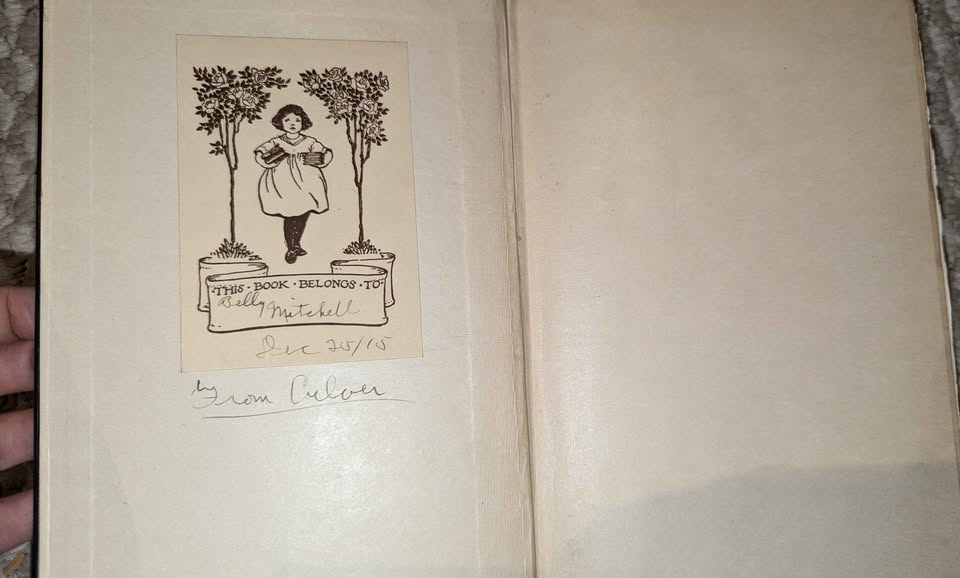 THIS · BOOK · BELONGS · TO ·
Betty Mitchell
Dec 25/15
From Culver